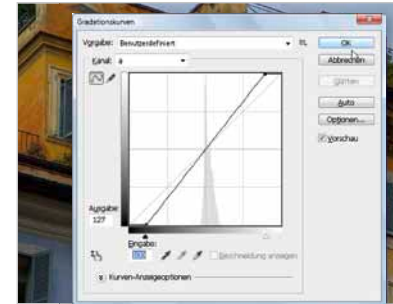 Gradationskurven
Vorgabe: Benutzerdefiniert
OK
Kanal: a
Abbrechen
Glätten
Auto
Optionen...
Vorschau
Ausgabe:
127
Eingabe:
Beschneidung anzeigen
Kurven-Anzeigeoptionen